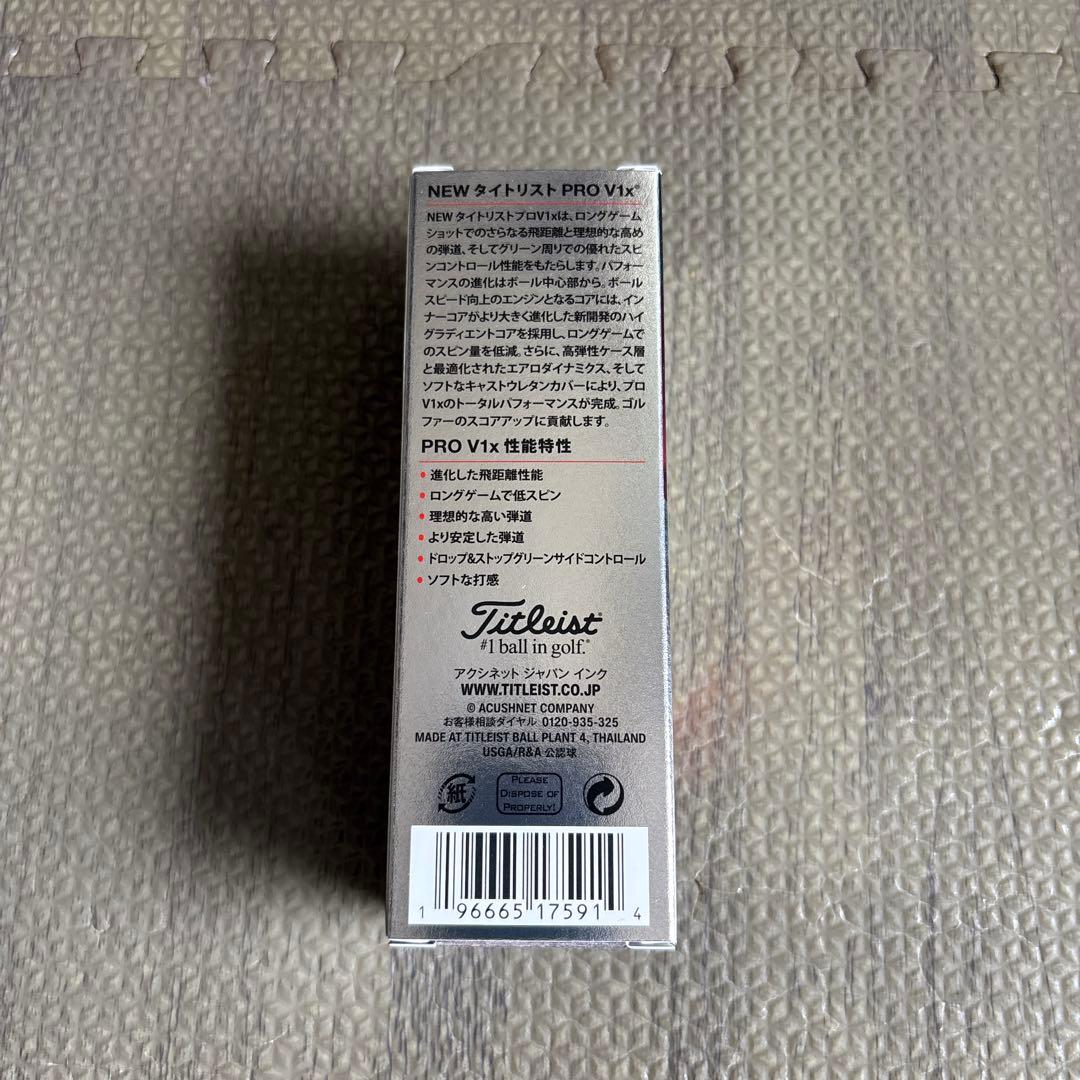 NEW タイトリスト PRO V1x®
NEW タイトリストプロV1xは、ロングゲーム
ショットでのさらなる飛距離と理想的な高め
の弾道、そしてグリーン周りでの優れたスピ
ンコントロール性能をもたらします。パフォー
マンスの進化はボール中心部から。ボール
スピード向上のエンジンとなるコアには、イン
ナーコアがより大きく進化した新開発のハイ
グラディエントコアを採用し、ロングゲームで
のスピン量を低減。さらに、高弾性ケース層
と最適化されたエアロダイナミクス、そして
ソフトなキャストウレタンカバーにより、プロ
V1xのトータルパフォーマンスが完成。ゴル
ファーのスコアアップに貢献します。
PRO V1x 性能特性
• 進化した飛距離性能
• ロングゲームで低スピン
• 理想的な高い弾道
• より安定した弾道
• ドロップ&ストップグリーンサイドコントロール
• ソフトな打感
Titleist®
#1 ball in golf.®
アクシネット ジャパン インク
WWW.TITLEIST.CO.JP
© ACUSHNET COMPANY
お客様相談ダイヤル 0120-935-325
MADE AT TITLEIST BALL PLANT 4, THAILAND
USGA/R&A 公認球
紙
PLEASE
DISPOSE OF
PROPERLY!
1 96665 17591 4